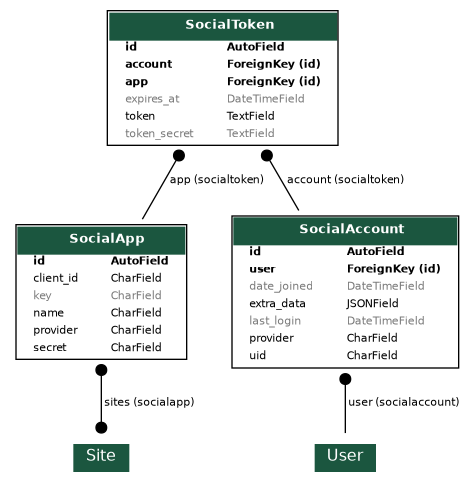 SocialToken
id AutoField
account ForeignKey (id)
app ForeignKey (id)
expires_at DateTimeField
token TextField
token_secret TextField
app (socialtoken)
account (socialtoken)
SocialApp
id AutoField
client_id CharField
key CharField
name CharField
provider CharField
secret CharField
SocialAccount
id AutoField
user ForeignKey (id)
date_joined DateTimeField
extra_data JSONField
last_login DateTimeField
provider CharField
uid CharField
sites (socialapp)
user (socialaccount)
Site
User